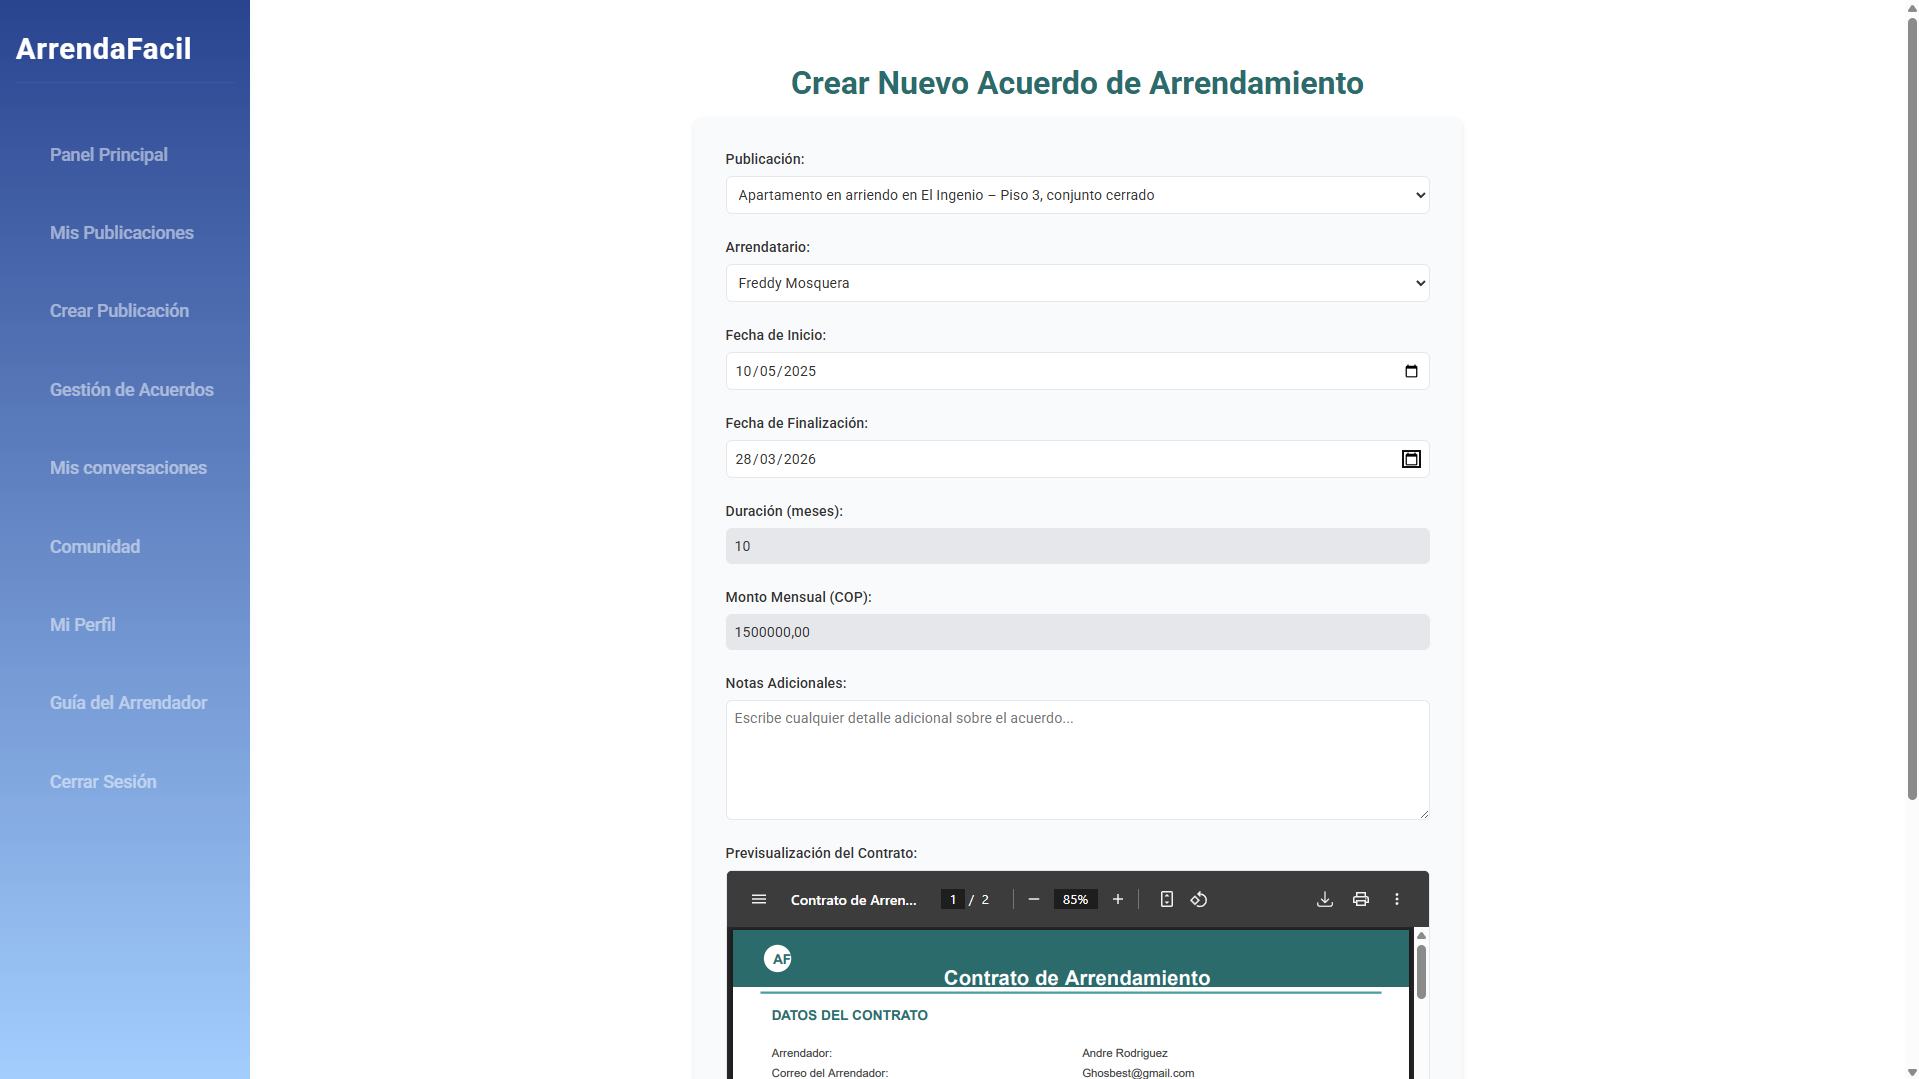 ArrendaFacil
Panel Principal
Mis Publicaciones
Crear Publicación
Gestión de Acuerdos
Mis conversaciones
Comunidad
Mi Perfil
Guía del Arrendador
Cerrar Sesión
Crear Nuevo Acuerdo de Arrendamiento
Publicación:
Apartamento en arriendo en El Ingenio – Piso 3, conjunto cerrado
Arrendatario:
Freddy Mosquera
Fecha de Inicio:
10/05/2025
Fecha de Finalización:
28/03/2026
Duración (meses):
10
Monto Mensual (COP):
1500000,00
Notas Adicionales:
Escribe cualquier detalle adicional sobre el acuerdo...
Previsualización del Contrato:
Contrato de Arren... 1 / 2 85%
AF
Contrato de Arrendamiento
DATOS DEL CONTRATO
Arrendador: Andre Rodriguez
Correo del Arrendador: Ghosbest@gmail.com